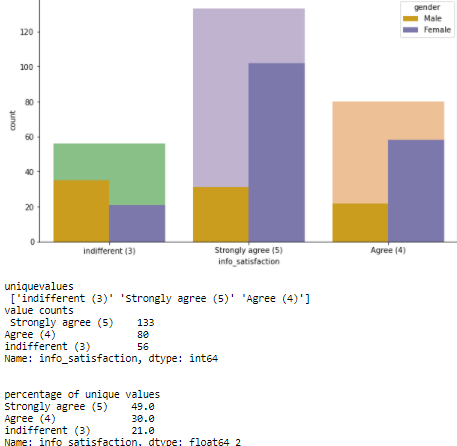 gender
Male
Female
120
100
80
60
40
20
0
count
indifferent (3) Strongly agree (5) Agree (4)
info_satisfaction
uniquevalues
['indifferent (3)' 'Strongly agree (5)' 'Agree (4)']
value counts
Strongly agree (5) 133
Agree (4) 80
indifferent (3) 56
Name: info_satisfaction, dtype: int64
percentage of unique values
Strongly agree (5) 49.0
Agree (4) 30.0
indifferent (3) 21.0
Name: info_satisfaction, dtype: float64 2